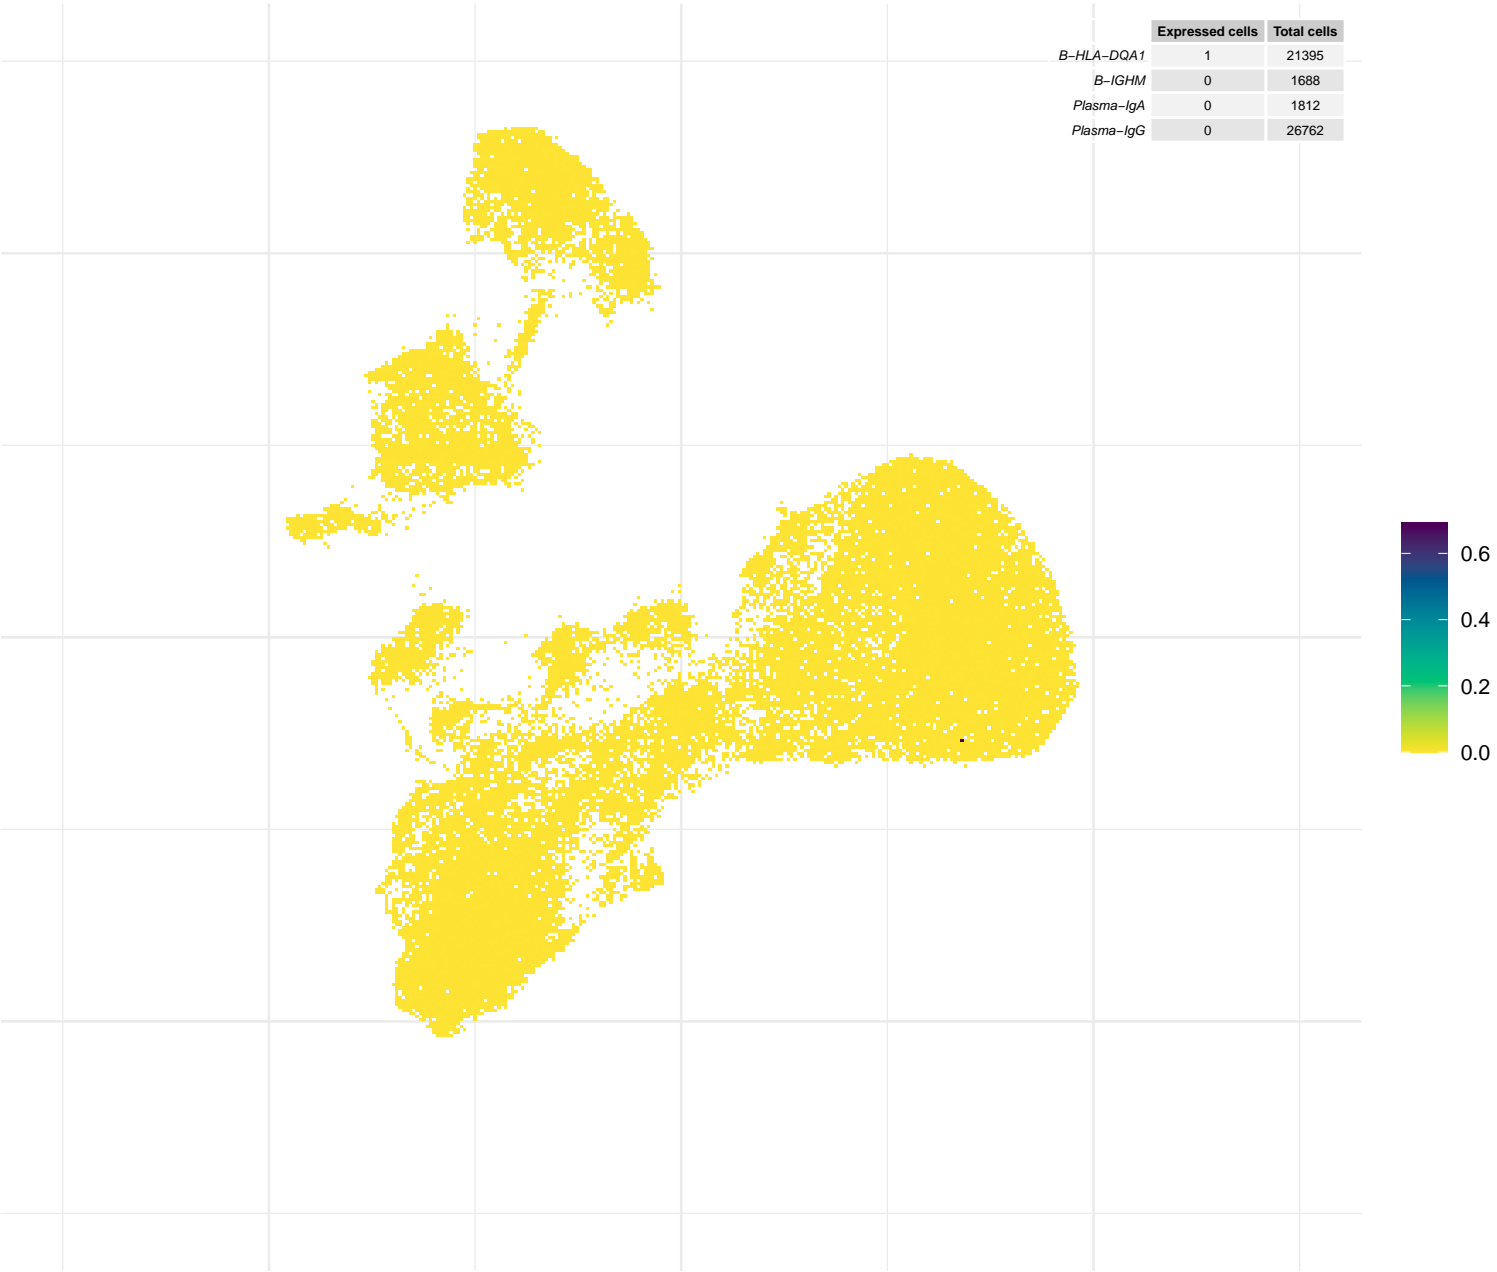 Expressed cells Total cells
B−HLA−DQA1 1 21395
B−IGHM 0 1688
Plasma−IgA 0 1812
Plasma−IgG 0 26762
0.6
0.4
0.2
0.0